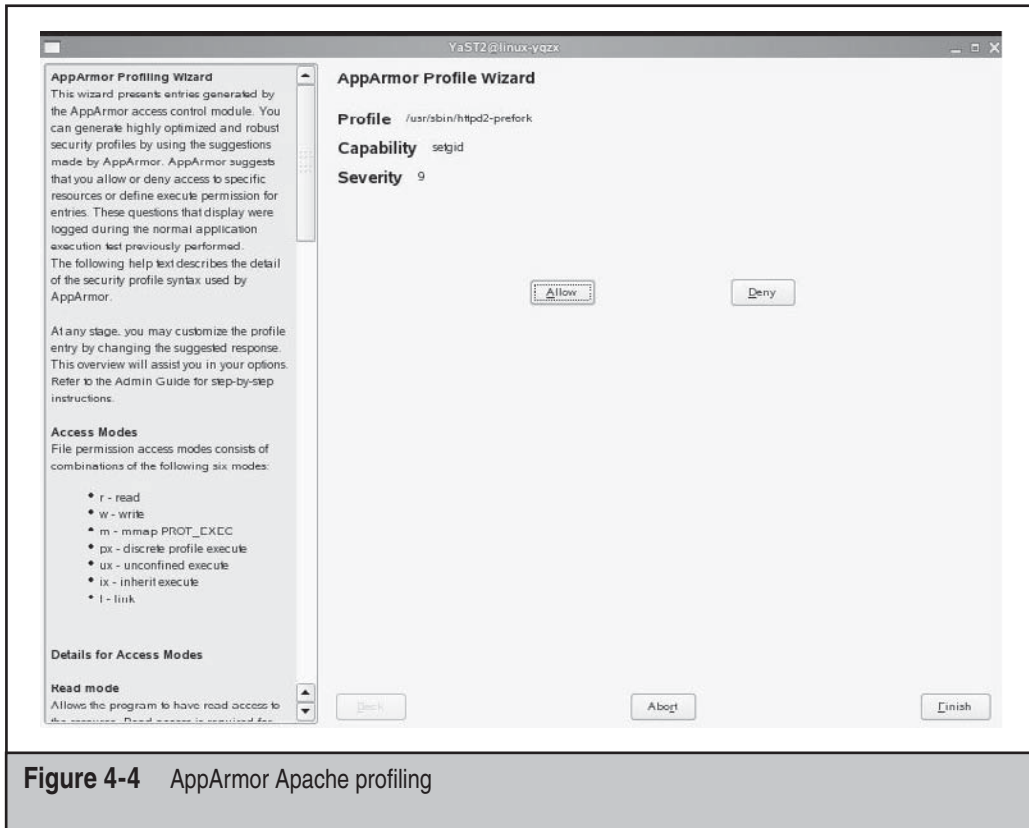 YaST2@linux-yqzx
AppArmor Profiling Wizard
This wizard presents entries generated by
the AppArmor access control module. You
can generate highly optimized and robust
security profiles by using the suggestions
made by AppArmor. AppArmor suggests
that you allow or deny access to specific
resources or define execute permission for
entries. These questions that display were
logged during the normal application
execution test previously performed.
The following help text describes the detail
of the security profile syntax used by
AppArmor.
At any stage, you may customize the profile
entry by changing the suggested response.
This overview will assist you in your options.
Refer to the Admin Guide for step-by-step
instructions.
Access Modes
File permission access modes consists of
combinations of the following six modes:
• r - read
• w - write
• m - mmap PROT_EXEC
• px - discrete profile execute
• ux - unconfined execute
• ix - inherit execute
• l - link
Details for Access Modes
Read mode
Allows the program to have read access to
the resource. Read access is required for
AppArmor Profile Wizard
Profile /usr/sbin/httpd2-prefork
Capability setgid
Severity 9
Allow Deny
Back Abort Finish
Figure 4-4 AppArmor Apache profiling